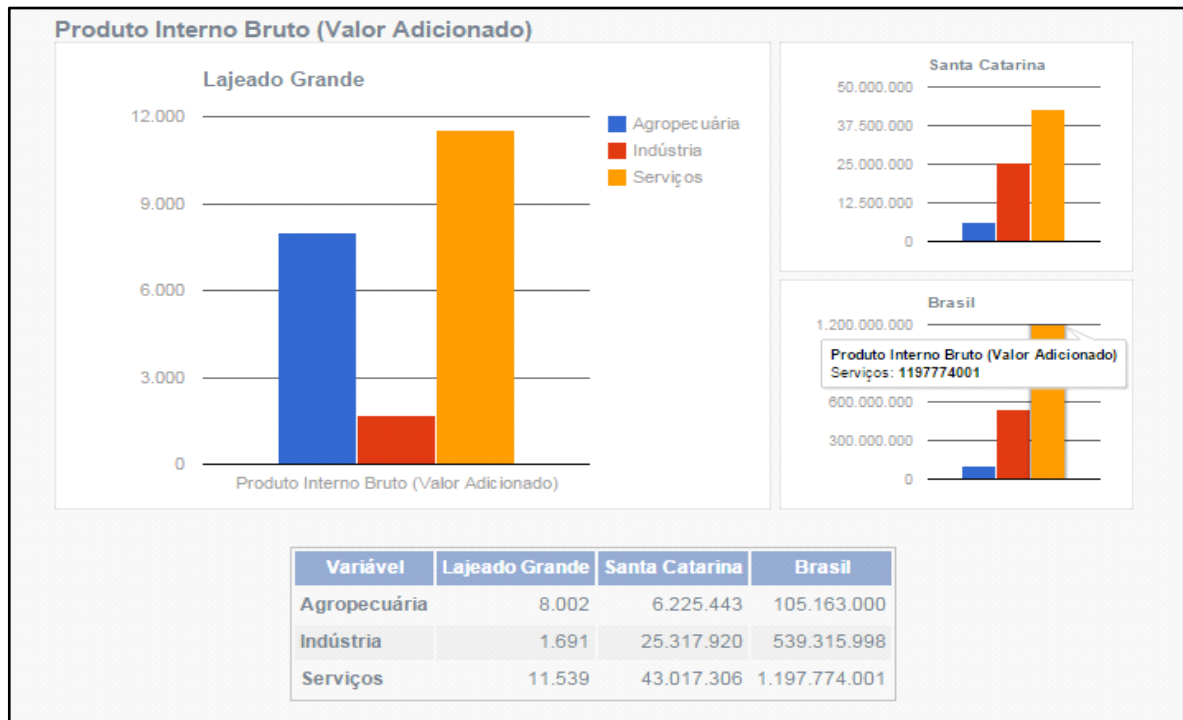 Produto Interno Bruto (Valor Adicionado)
Lajeado Grande
12.000
9.000
6.000
3.000
0
Produto Interno Bruto (Valor Adicionado)
Agropecuária
Indústria
Serviços
Santa Catarina
50.000.000
37.500.000
25.000.000
12.500.000
0
Brasil
1.200.000.000
Produto Interno Bruto (Valor Adicionado)
Serviços: 1197774001
600.000.000
300.000.000
0
Variável Lajeado Grande Santa Catarina Brasil
Agropecuária 8.002 6.225.443 105.163.000
Indústria 1.691 25.317.920 539.315.998
Serviços 11.539 43.017.306 1.197.774.001